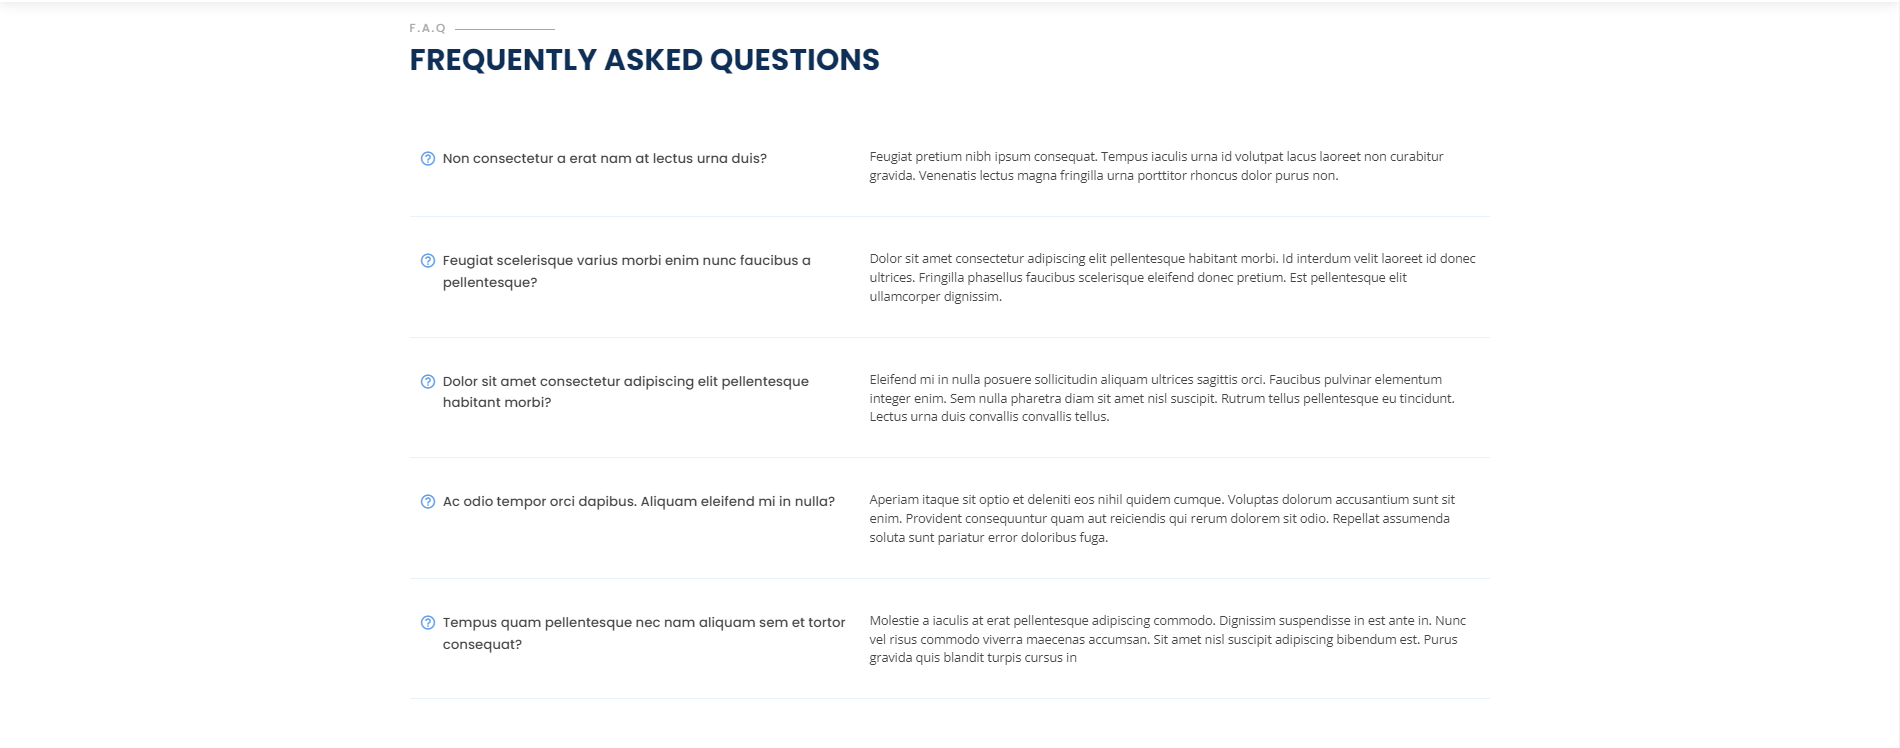 F.A.Q
FREQUENTLY ASKED QUESTIONS
Non consectetur a erat nam at lectus urna duis?
Feugiat pretium nibh ipsum consequat. Tempus iaculis urna id volutpat lacus laoreet non curabitur
gravida. Venenatis lectus magna fringilla urna porttitor rhoncus dolor purus non.
Feugiat scelerisque varius morbi enim nunc faucibus a
pellentesque?
Dolor sit amet consectetur adipiscing elit pellentesque habitant morbi. Id interdum velit laoreet id donec
ultrices. Fringilla phasellus faucibus scelerisque eleifend donec pretium. Est pellentesque elit
ullamcorper dignissim.
Dolor sit amet consectetur adipiscing elit pellentesque
habitant morbi?
Eleifend mi in nulla posuere sollicitudin aliquam ultrices sagittis orci. Faucibus pulvinar elementum
integer enim. Sem nulla pharetra diam sit amet nisl suscipit. Rutrum tellus pellentesque eu tincidunt.
Lectus urna duis convallis convallis tellus.
Ac odio tempor orci dapibus. Aliquam eleifend mi in nulla?
Aperiam itaque sit optio et deleniti eos nihil quidem cumque. Voluptas dolorum accusantium sunt sit
enim. Provident consequuntur quam aut reiciendis qui rerum dolorem sit odio. Repellat assumenda
soluta sunt pariatur error doloribus fuga.
Tempus quam pellentesque nec nam aliquam sem et tortor
consequat?
Molestie a iaculis at erat pellentesque adipiscing commodo. Dignissim suspendisse in est ante in. Nunc
vel risus commodo viverra maecenas accumsan. Sit amet nisl suscipit adipiscing bibendum est. Purus
gravida quis blandit turpis cursus in